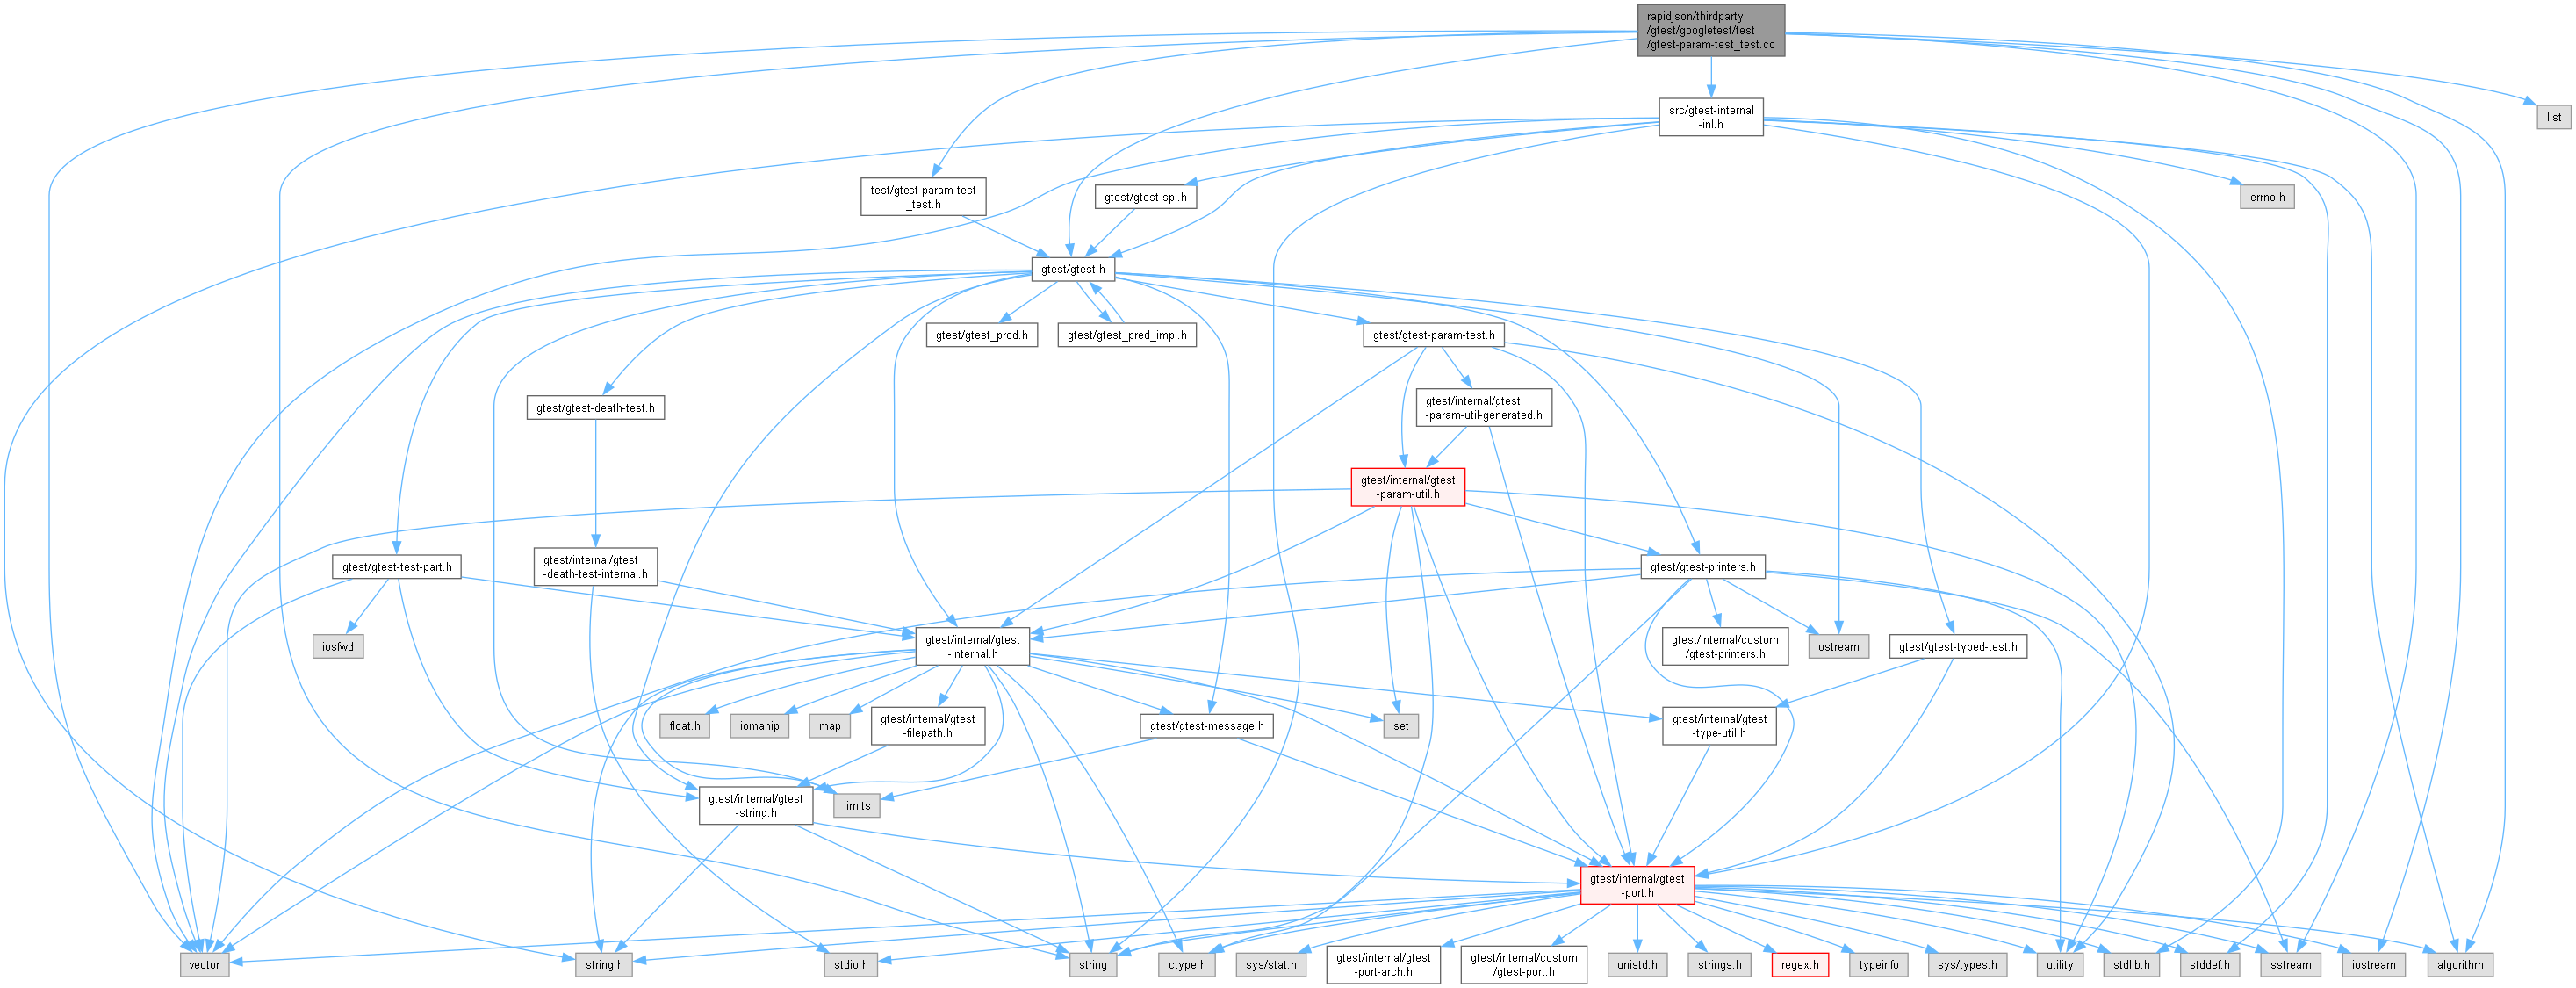 rapidjson/thirdparty
/gtest/googletest/test
/gtest-param-test_test.cc
src/gtest-internal
-inl.h
list
test/gtest-param-test
_test.h
gtest/gtest-spi.h
errno.h
gtest/gtest.h
gtest/gtest_prod.h
gtest/gtest_pred_impl.h
gtest/gtest-param-test.h
gtest/gtest-death-test.h
gtest/internal/gtest
-param-util-generated.h
gtest/internal/gtest
-param-util.h
gtest/gtest-test-part.h
gtest/internal/gtest
-death-test-internal.h
gtest/gtest-printers.h
iosfwd
gtest/internal/gtest
-internal.h
gtest/internal/custom
/gtest-printers.h
ostream
gtest/gtest-typed-test.h
float.h
iomanip
map
gtest/internal/gtest
-filepath.h
gtest/gtest-message.h
set
gtest/internal/gtest
-type-util.h
gtest/internal/gtest
-string.h
limits
gtest/internal/gtest
-port.h
vector
string.h
stdio.h
string
ctype.h
sys/stat.h
gtest/internal/gtest
-port-arch.h
gtest/internal/custom
/gtest-port.h
unistd.h
strings.h
regex.h
typeinfo
sys/types.h
utility
stdlib.h
stddef.h
sstream
iostream
algorithm